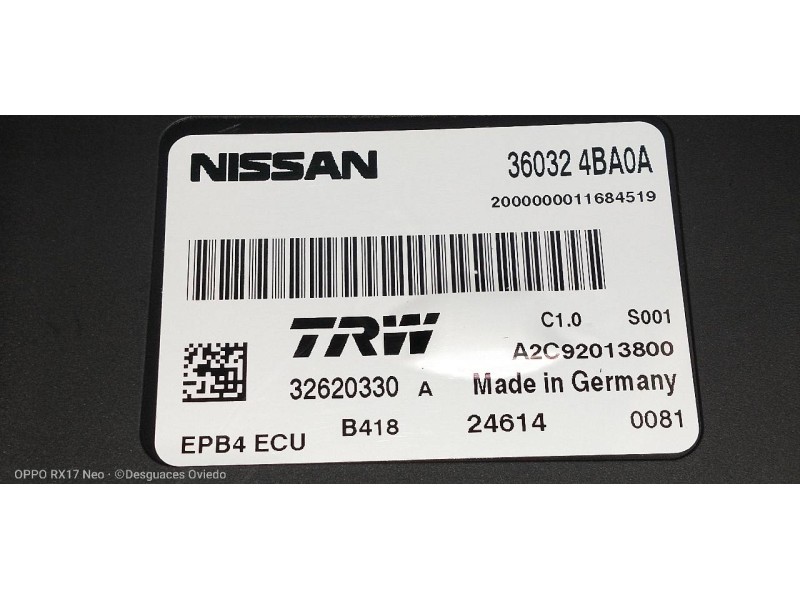 NISSAN 36032 4BA0A
2000000011684519
TRW C1.0 S001
A2C92013800
32620330 A Made in Germany
EPB4 ECU B418 24614 0081
OPPO RX17 Neo · ©Desguaces Oviedo